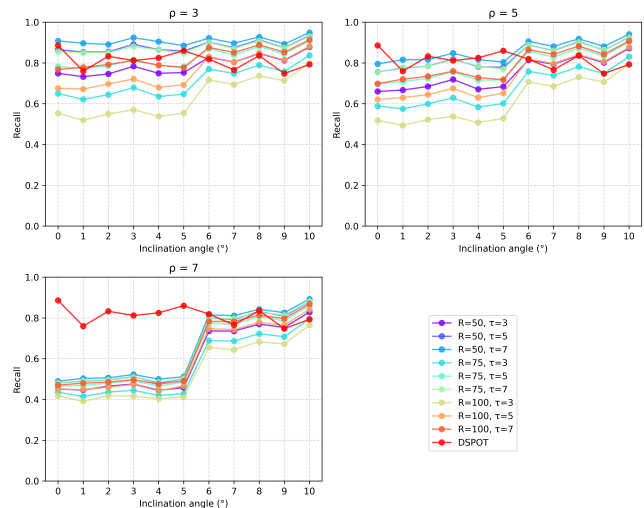 ρ = 3
1.0
0.8
0.6
0.4
0.2
0.0
Recall
0 1 2 3 4 5 6 7 8 9 10
Inclination angle (°)
ρ = 5
1.0
0.8
0.6
0.4
0.2
0.0
Recall
0 1 2 3 4 5 6 7 8 9 10
Inclination angle (°)
ρ = 7
1.0
0.8
0.6
0.4
0.2
0.0
Recall
0 1 2 3 4 5 6 7 8 9 10
Inclination angle (°)
R=50, τ=3
R=50, τ=5
R=50, τ=7
R=75, τ=3
R=75, τ=5
R=75, τ=7
R=100, τ=3
R=100, τ=5
R=100, τ=7
DSPOT